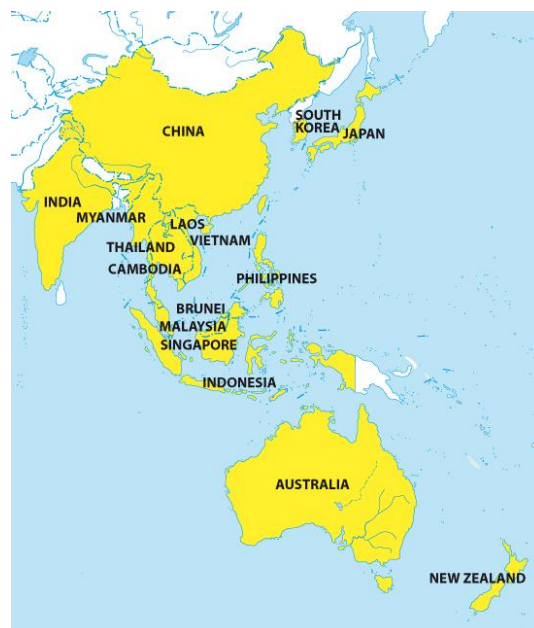 SOUTH
KOREA
JAPAN
CHINA
INDIA
MYANMAR
LAOS
VIETNAM
THAILAND
CAMBODIA
PHILIPPINES
BRUNEI
MALAYSIA
SINGAPORE
INDONESIA
AUSTRALIA
NEW ZEALAND